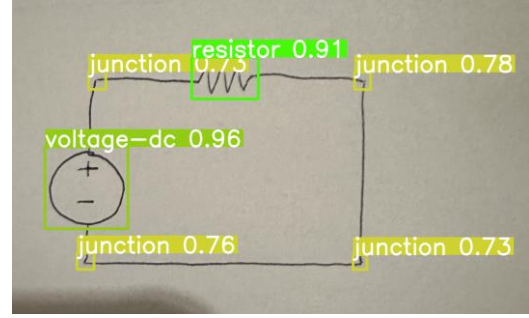 resistor 0.91
junction 0.73
junction 0.78
voltage-dc 0.96
+
-
junction 0.76
junction 0.73